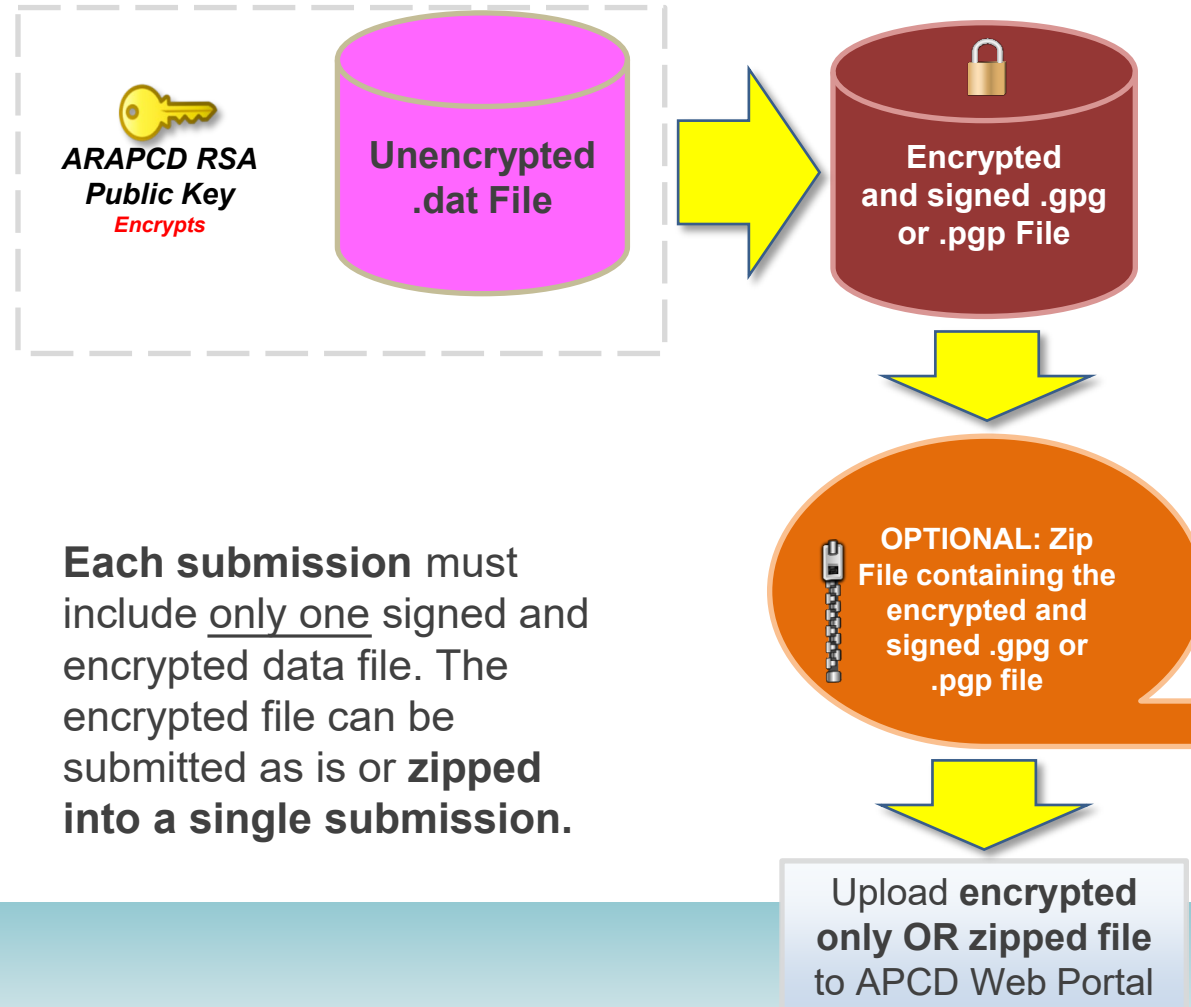 ARAPCD RSA
Public Key
Encrypts
Unencrypted
.dat File
Encrypted
and signed .gpg
or .pgp File
OPTIONAL: Zip
File containing the
encrypted and
signed .gpg or
.pgp file
Each submission must
include only one signed and
encrypted data file. The
encrypted file can be
submitted as is or zipped
into a single submission.
Upload encrypted
only OR zipped file
to APCD Web Portal